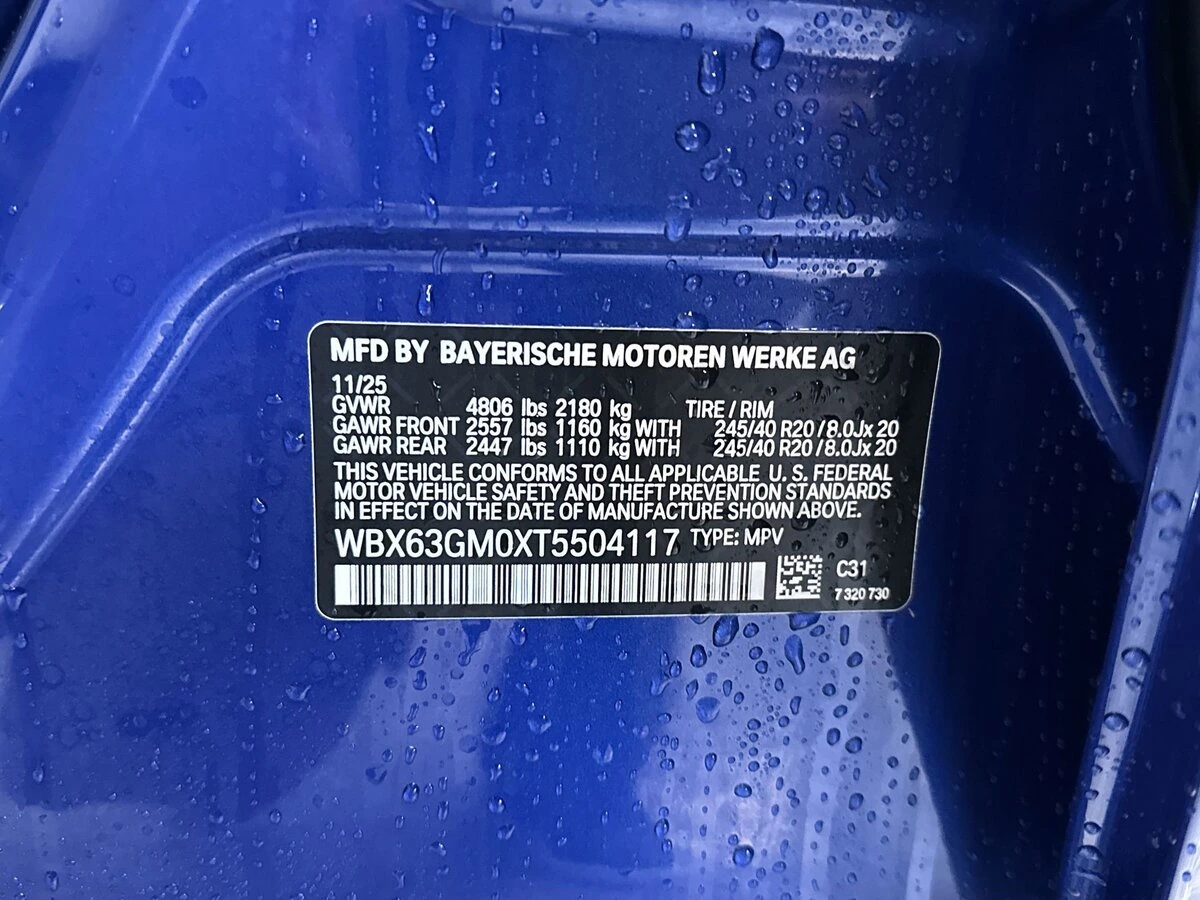 MFD BY BAYERISCHE MOTOREN WERKE AG
11/25
GVWR 4806 lbs 2180 kg TIRE / RIM
GAWR FRONT 2557 lbs 1160 kg WITH 245/40 R20 / 8.0Jx 20
GAWR REAR 2447 lbs 1110 kg WITH 245/40 R20 / 8.0Jx 20
THIS VEHICLE CONFORMS TO ALL APPLICABLE U. S. FEDERAL
MOTOR VEHICLE SAFETY AND THEFT PREVENTION STANDARDS
IN EFFECT ON THE DATE OF MANUFACTURE SHOWN ABOVE.
WBX63GM0XT5504117 TYPE: MPV
C31
7 320 730